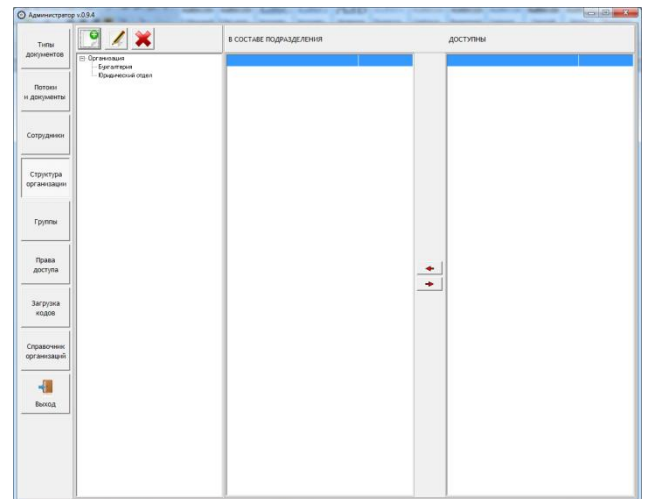 Администратор v.0.9.4
Типы
документов
В СОСТАВЕ ПОДРАЗДЕЛЕНИЯ
ДОСТУПНЫ
Организация
Бухгалтерия
Юридический отдел
Потоки
и документы
Сотрудники
Структура
организации
Группы
Права
доступа
Загрузка
кодов
Справочник
организаций
Выход